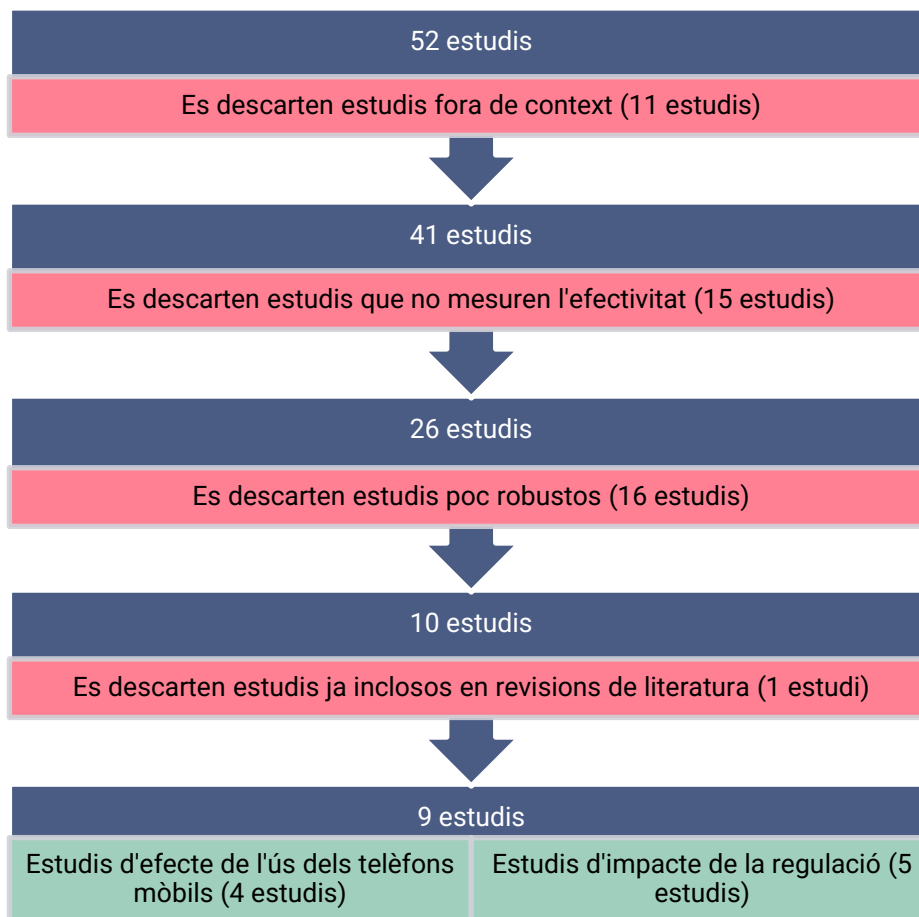 52 estudis
Es descarten estudis fora de context (11 estudis)
41 estudis
Es descarten estudis que no mesuren l'efectivitat (15 estudis)
26 estudis
Es descarten estudis poc robustos (16 estudis)
10 estudis
Es descarten estudis ja inclosos en revisions de literatura (1 estudi)
9 estudis
Estudis d'efecte de l'ús dels telèfons
mòbils (4 estudis)
Estudis d'impacte de la regulació (5
estudis)